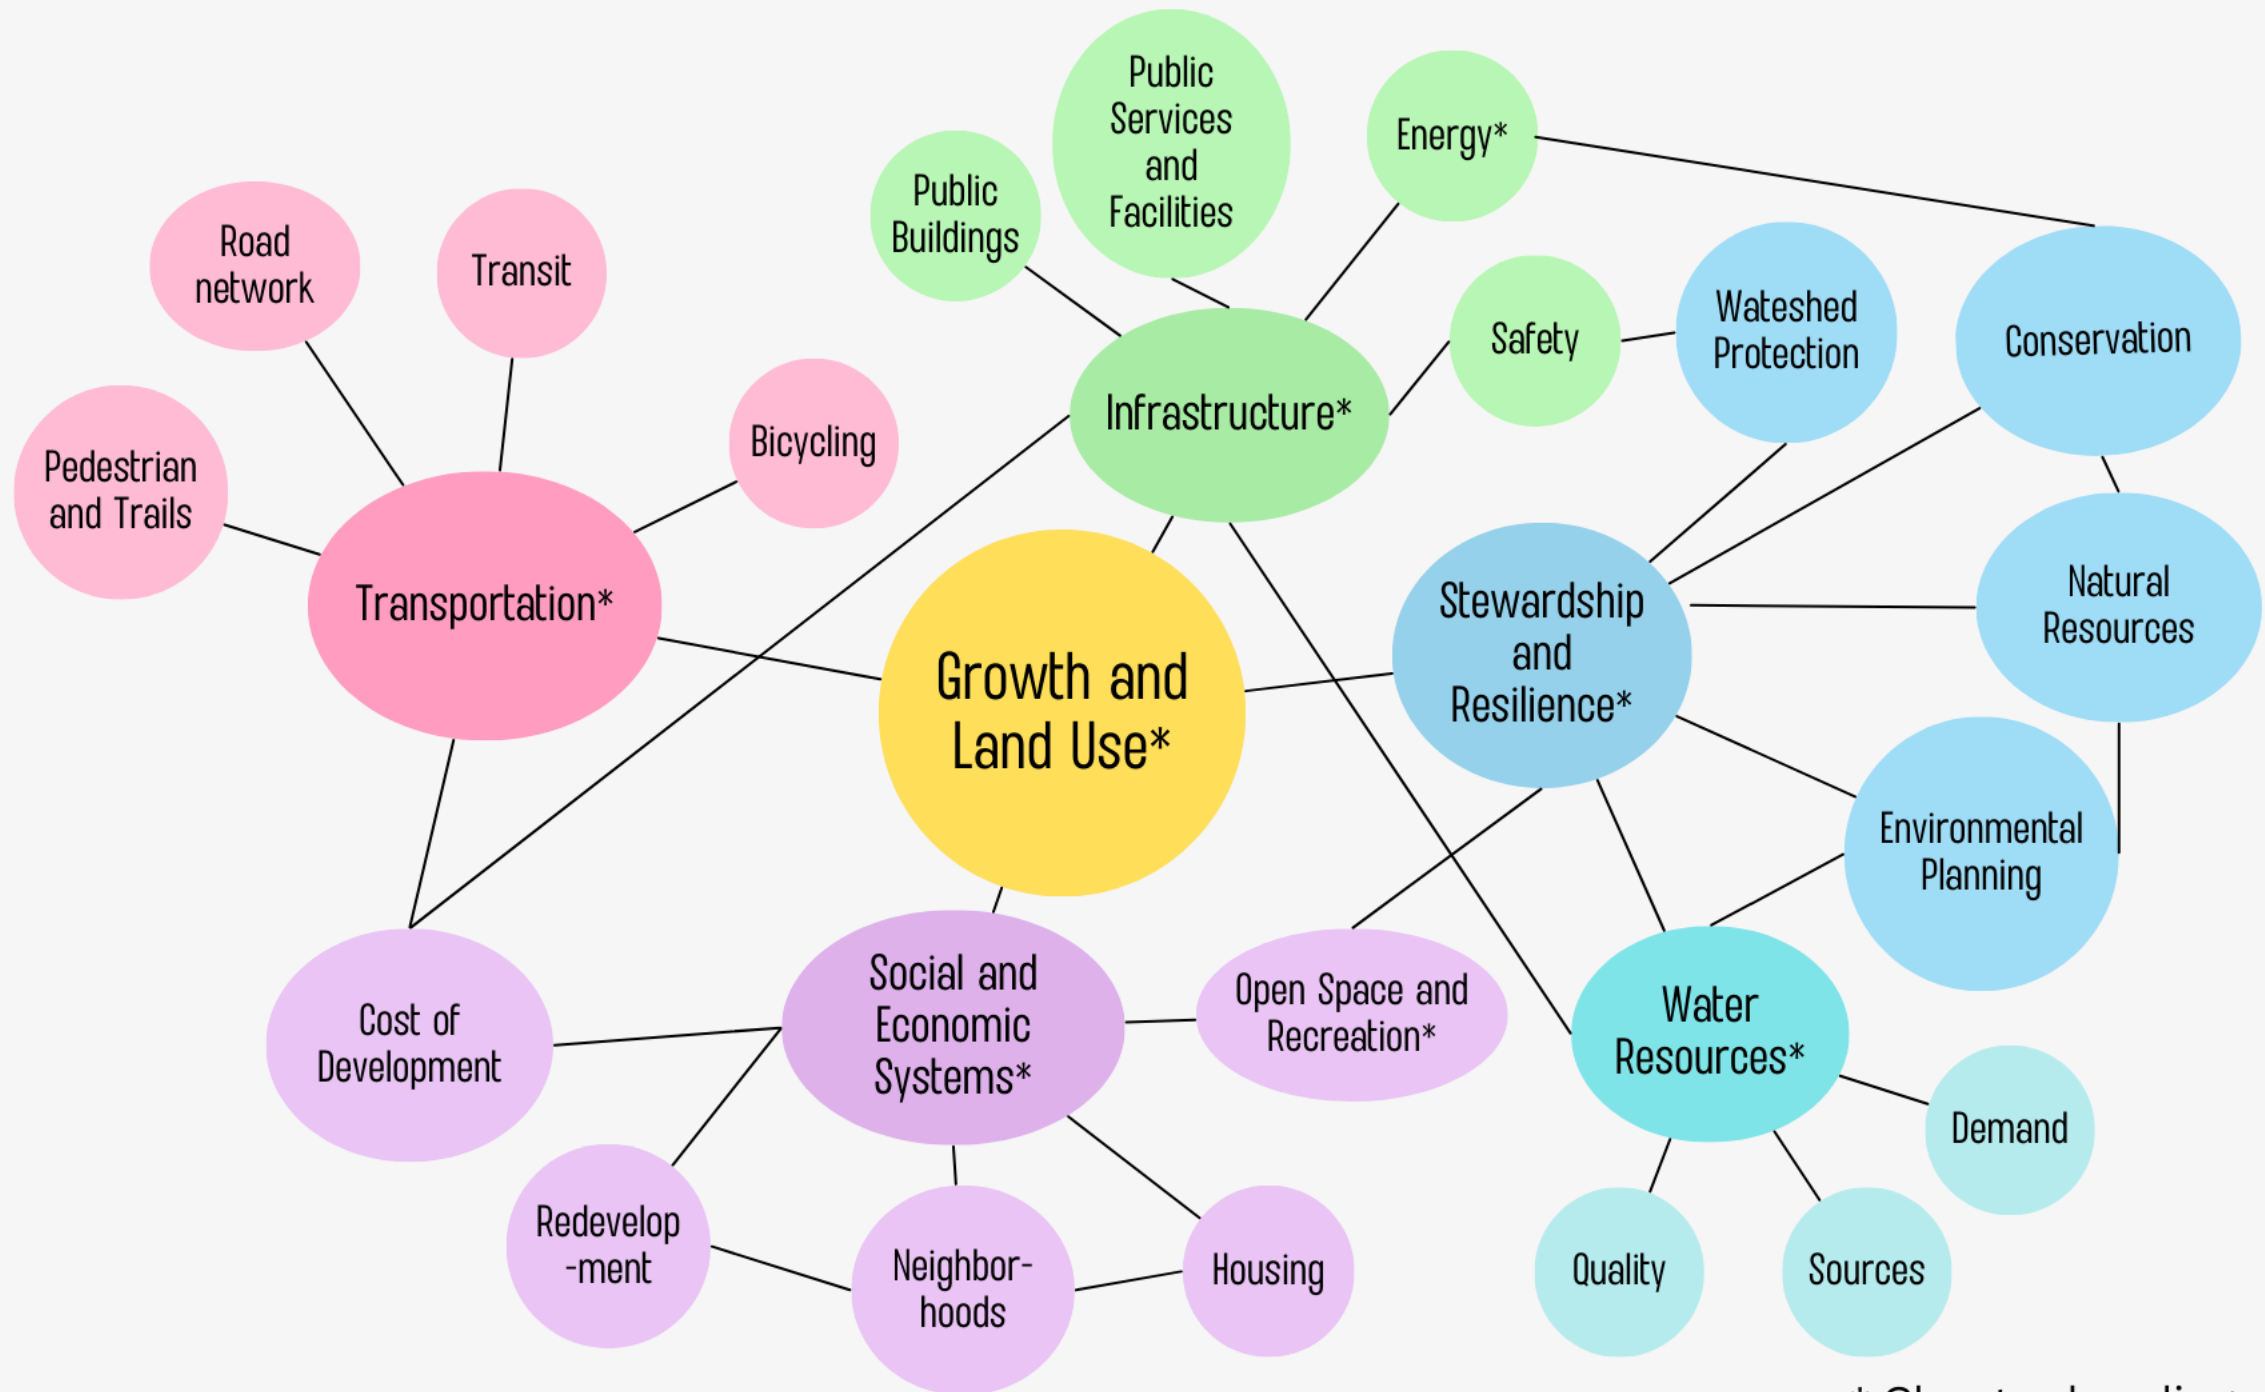 Public
Services
and
Facilities
Energy*
Public
Buildings
Road
network
Transit
Safety
Wateshed
Protection
Conservation
Infrastructure*
Bicycling
Pedestrian
and Trails
Transportation*
Natural
Resources
Stewardship
and
Resilience*
Growth and
Land Use*
Environmental
Planning
Social and
Economic
Systems*
Open Space and
Recreation*
Water
Resources*
Cost of
Development
Demand
Redevelop
-ment
Neighbor-
hoods
Housing
Quality
Sources